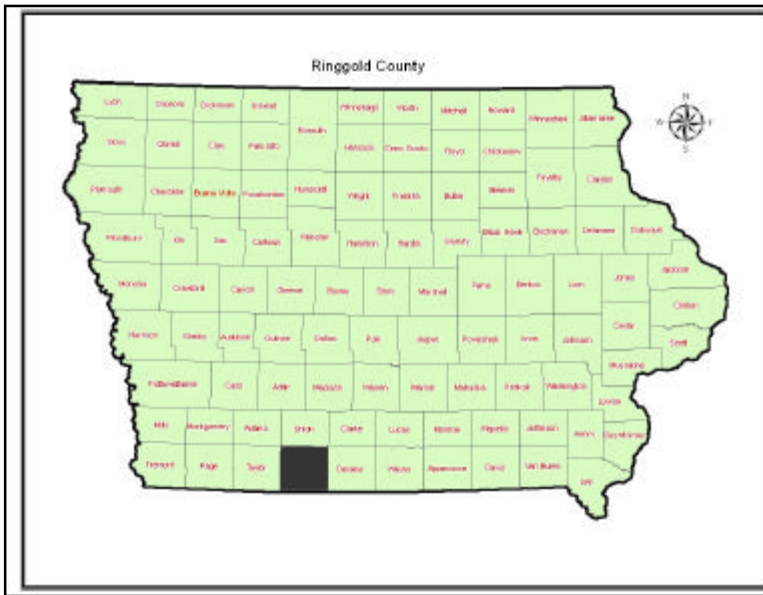 Ringgold County
Lyon Osceola Dickinson Emmet Winnebago Worth Mitchell Howard Winneshiek Allamakee
Kossuth
Sioux Obrien Clay Palo Alto Hancock Cerro Gordo Floyd Chickasaw
N
W E
S
Plymouth Cherokee Buena Vista Pocahontas Humboldt Wright Franklin Butler Bremer Fayette Clayton
Woodbury Ida Sac Calhoun Webster Hamilton Hardin Grundy Black Hawk Buchanan Delaware Dubuque
Monona Crawford Carroll Greene Boone Story Marshall Tama Benton Linn Jones Jackson
Clinton
Harrison Shelby Audubon Guthrie Dallas Polk Jasper Poweshiek Iowa Johnson Cedar Scott
Muscatine
Pottawattamie Cass Adair Madison Warren Marion Mahaska Keokuk Washington Louisa
Mills Montgomery Adams Union Clarke Lucas Monroe Wapello Jefferson Henry Des Moines
Fremont Page Taylor Decatur Wayne Appanoose Davis Van Buren Lee